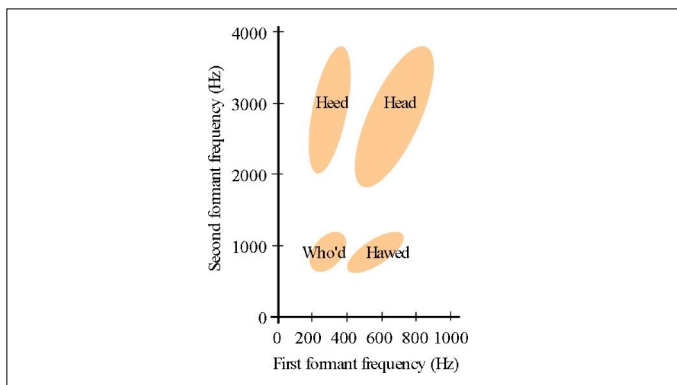 4000
3000
2000
1000
0
Second formant frequency (Hz)
Heed
Head
Who'd
Hawed
0 200 400 600 800 1000
First formant frequency (Hz)